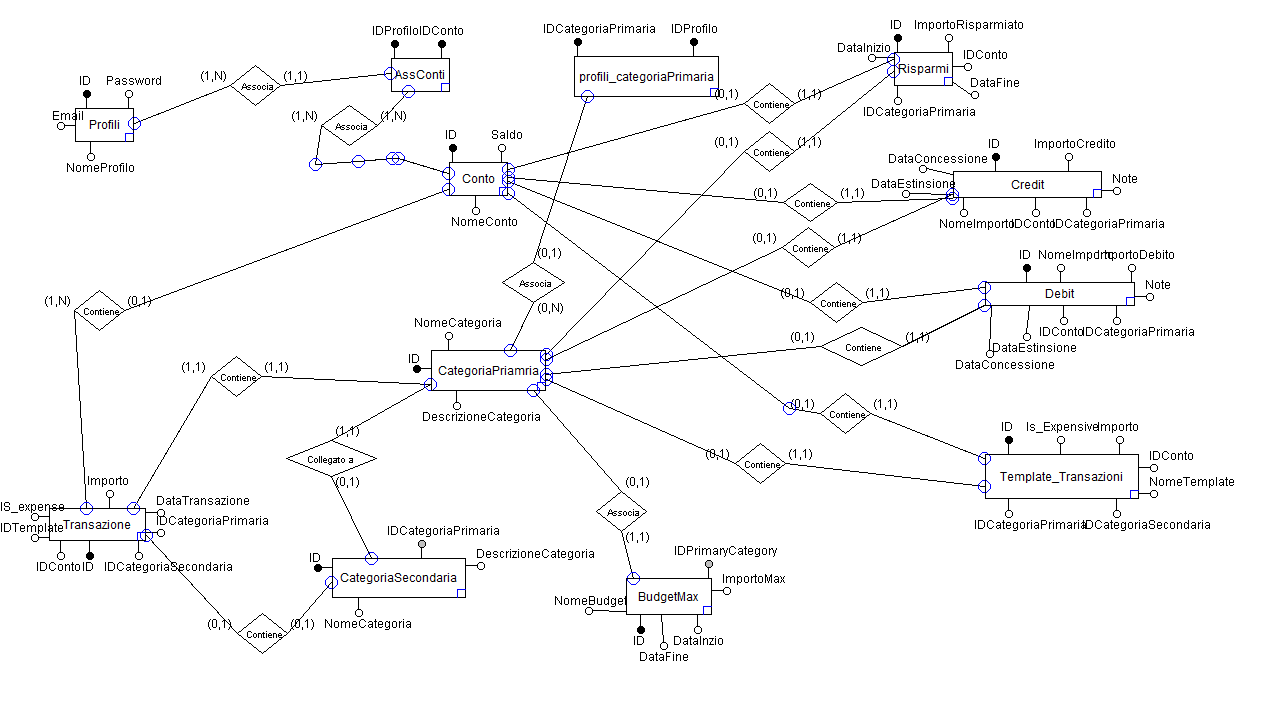 IDCategoriaPrimaria
IDProfilo
ID
ImportoRisparmiato
IDProfilo
IDConto
DataInizio
IDConto
Risparmi
DataFine
IDCategoriaPrimaria
ID
Password
(1,N)
(1,1)
Associa
AssConti
profili_categoriaPrimaria
(0,1)
Contiene
(1,1)
Email
Profili
NomeProfilo
(1,N)
(1,N)
Associa
ID
Saldo
(0,1)
(1,1)
Contiene
ID
ImportoCredito
DataConcessione
Conto
Credit
Note
DataEstinsione
(0,1)
(1,1)
Contiene
NomeConto
NomeImporto
IDConto
IDCategoriaPrimaria
(0,1)
(1,1)
Contiene
(0,1)
Associa
(0,N)
ID
NomeImpdrto
ImportoDebito
Debit
Note
(0,1)
(1,1)
Contiene
IDConto
IDCategoriaPrimaria
DataEstinsione
DataConcessione
(1,N)
(0,1)
Contiene
NomeCategoria
(0,1)
(1,1)
Contiene
ID
CategoriaPriamria
DescrizioneCategoria
(1,1)
(1,1)
Contiene
(0,1)
(1,1)
Contiene
ID
Is_Expensive
Importo
(1,1)
Collegato a
(0,1)
(0,1)
(1,1)
Contiene
IDConto
Template_Transazioni
NomeTemplate
IDCategoriaPrimaria
IDCategoriaSecondaria
(0,1)
Associa
(1,1)
Importo
IS_expense
DataTransazione
IDTemplate
Transazione
IDCategoriaPrimaria
IDConto
ID
IDCategoriaSecondaria
IDCategoriaPrimaria
ID
DescrizioneCategoria
CategoriaSecondaria
NomeCategoria
(0,1)
(0,1)
Contiene
IDPrimaryCategory
ImportoMax
BudgetMax
NomeBudget
ID
DataInzio
DataFine